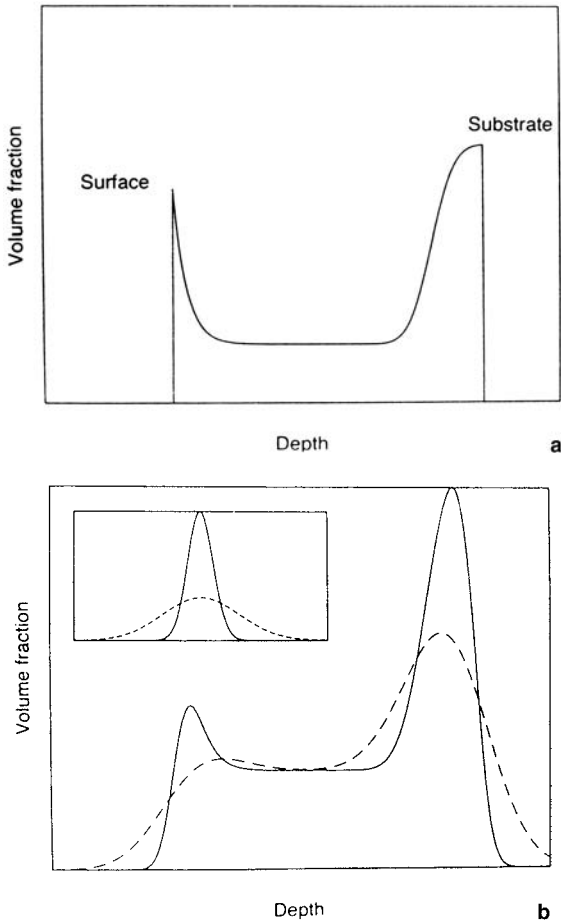 Volume fraction
Surface
Substrate
Depth
a
Volume fraction
Depth
b